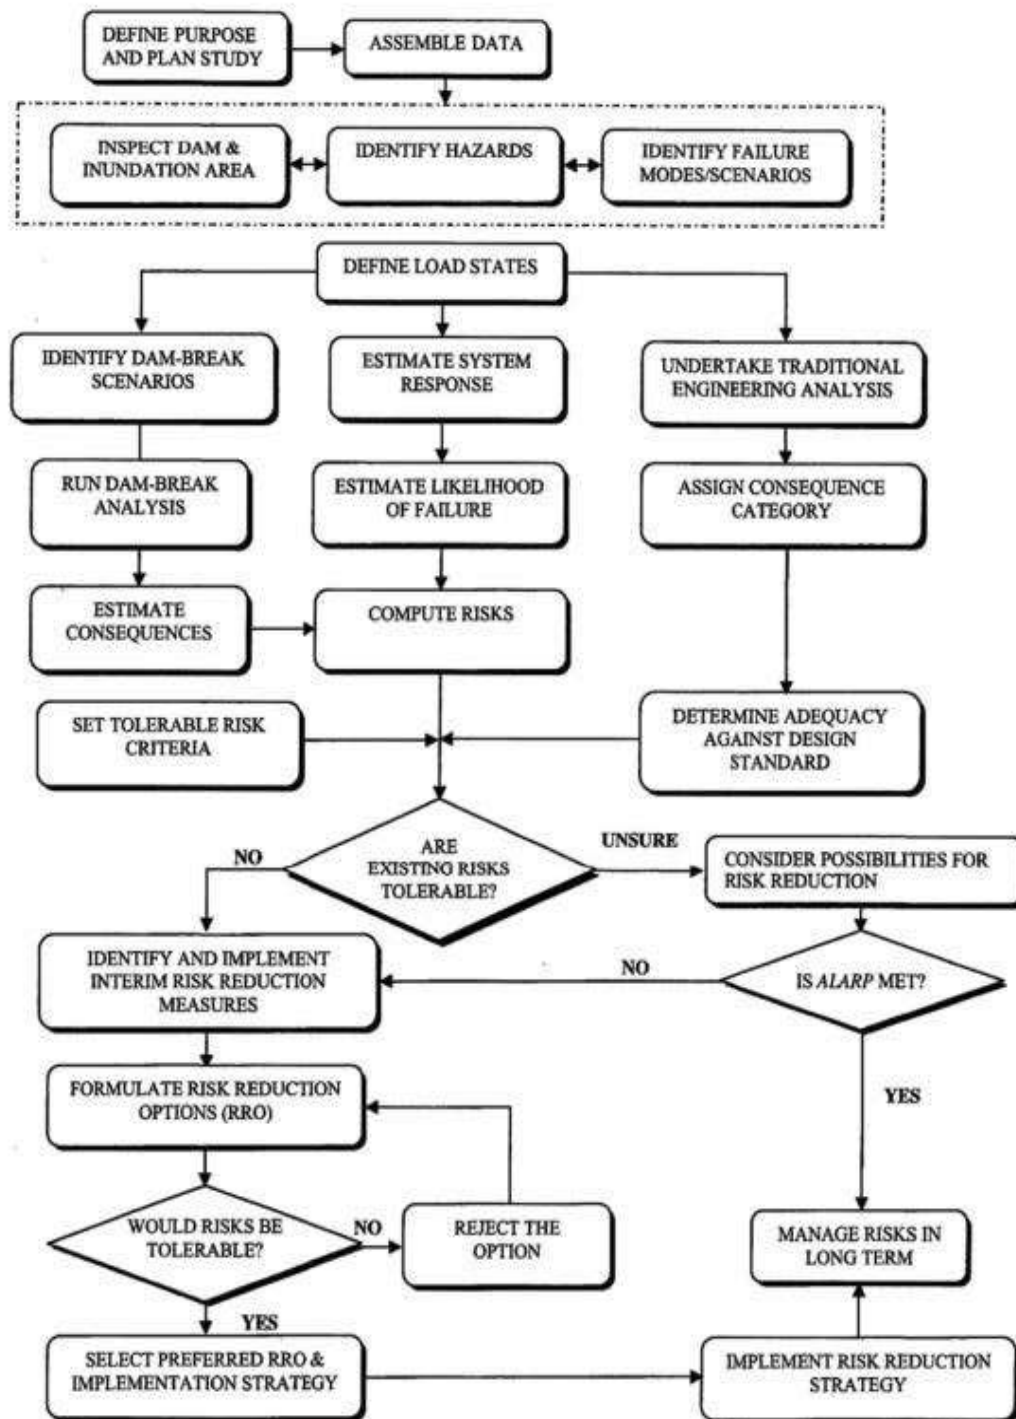 DEFINE PURPOSE
AND PLAN STUDY
ASSEMBLE DATA
INSPECT DAM &
INUNDATION AREA
IDENTIFY HAZARDS
IDENTIFY FAILURE
MODES/SCENARIOS
DEFINE LOAD STATES
IDENTIFY DAM-BREAK
SCENARIOS
ESTIMATE SYSTEM
RESPONSE
UNDERTAKE TRADITIONAL
ENGINEERING ANALYSIS
RUN DAM-BREAK
ANALYSIS
ESTIMATE LIKELIHOOD
OF FAILURE
ASSIGN CONSEQUENCE
CATEGORY
ESTIMATE
CONSEQUENCES
COMPUTE RISKS
SET TOLERABLE RISK
CRITERIA
DETERMINE ADEQUACY
AGAINST DESIGN
STANDARD
ARE
EXISTING RISKS
TOLERABLE?
NO
UNSURE
CONSIDER POSSIBILITIES FOR
RISK REDUCTION
IDENTIFY AND IMPLEMENT
INTERIM RISK REDUCTION
MEASURES
NO
IS ALARP MET?
FORMULATE RISK REDUCTION
OPTIONS (RRO)
YES
WOULD RISKS BE
TOLERABLE?
NO
REJECT THE
OPTION
MANAGE RISKS IN
LONG TERM
YES
SELECT PREFERRED RRO &
IMPLEMENTATION STRATEGY
IMPLEMENT RISK REDUCTION
STRATEGY